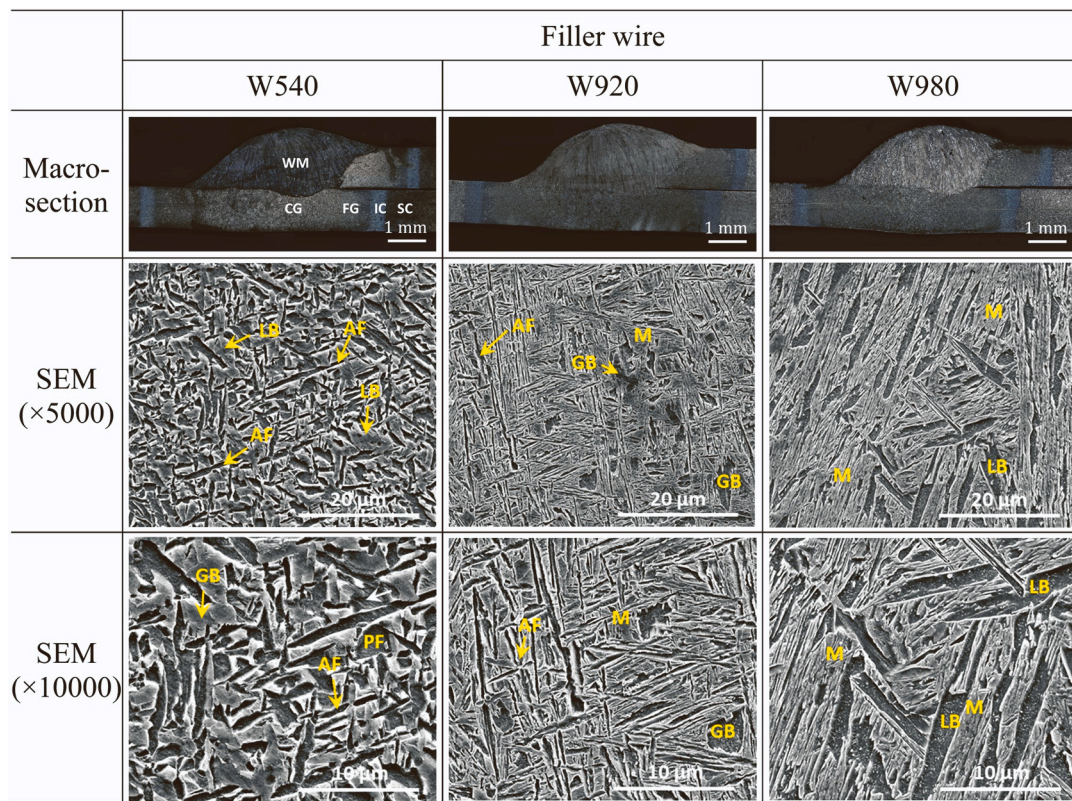 Filler wire
W540 W920 W980
Macro-
section
WM
CG FG IC SC
1 mm
1 mm
1 mm
SEM
(×5000)
LB
AF
LB
AF
20 μm
AF
M
GB
GB
20 μm
M
M
LB
20 μm
SEM
(×10000)
GB
PF
AF
10 μm
AF
M
GB
10 μm
LB
M
M
LB
10 μm